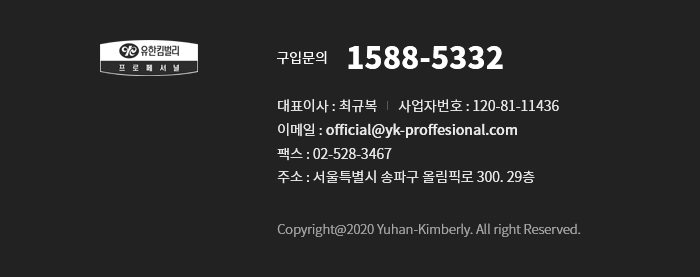 유한킴벌리
프로페셔널
구입문의 1588-5332
대표이사 : 최규복 | 사업자번호 : 120-81-11436
이메일 : official@yk-proffesional.com
팩스 : 02-528-3467
주소 : 서울특별시 송파구 올림픽로 300. 29층
Copyright@2020 Yuhan-Kimberly. All right Reserved.